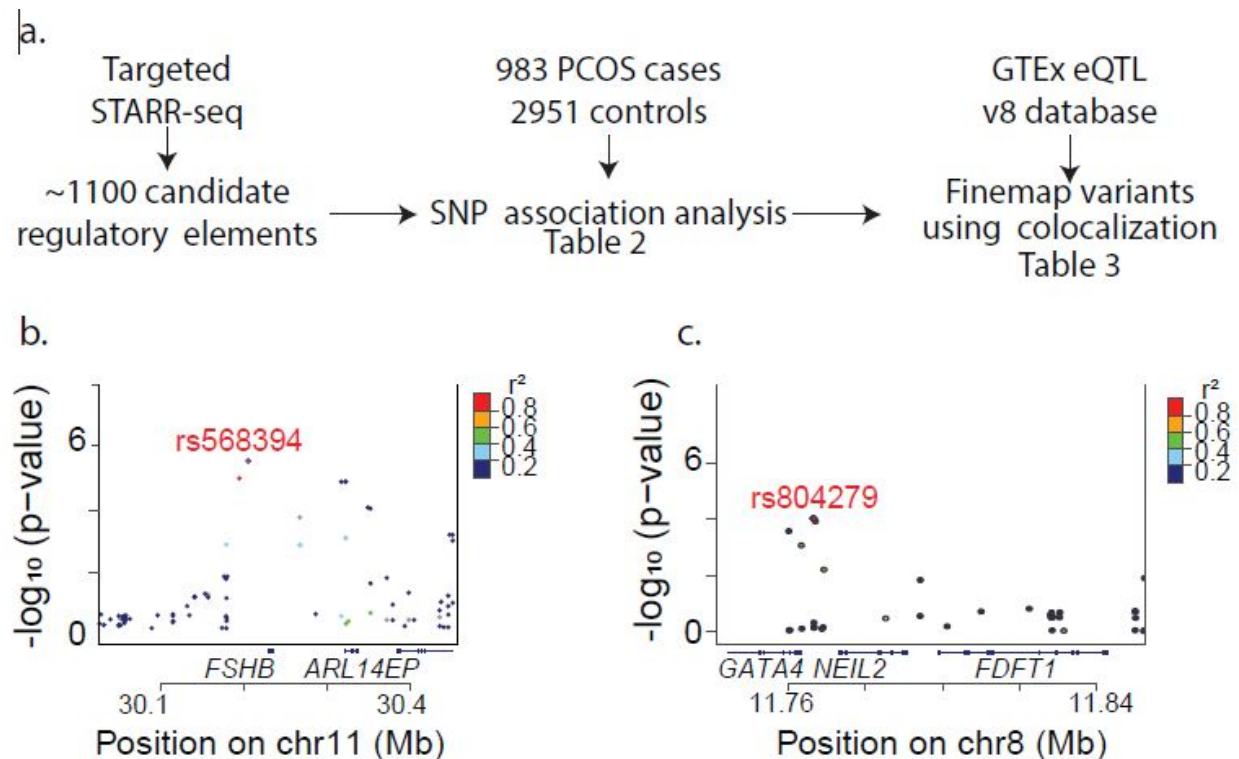 a.
Targeted
STARR-seq
~1100 candidate
regulatory elements
983 PCOS cases
2951 controls
SNP association analysis
Table 2
GTEx eQTL
v8 database
Finemap variants
using colocalization
Table 3
b.
-log₁₀ (p-value)
6
0
rs568394
r²
0.8
0.6
0.4
0.2
FSHB ARL14EP
30.1 30.4
Position on chr11 (Mb)
c.
-log₁₀ (p-value)
6
0
rs804279
r²
0.8
0.6
0.4
0.2
GATA4 NEIL2 FDFT1
11.76 11.84
Position on chr8 (Mb)